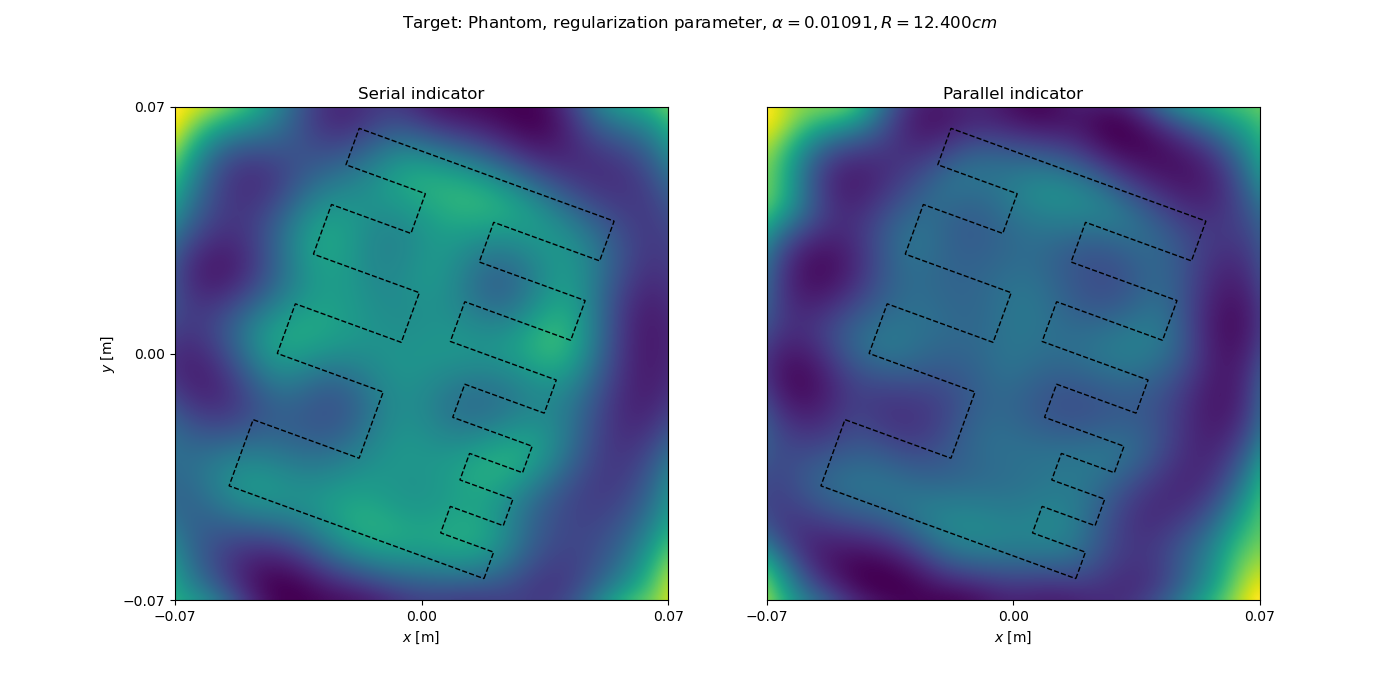 Target: Phantom, regularization parameter, α = 0.01091, R = 12.400cm
Serial indicator
Parallel indicator
0.07
0.00
−0.07
y [m]
−0.07 0.00 0.07
−0.07 0.00 0.07
x [m]
x [m]